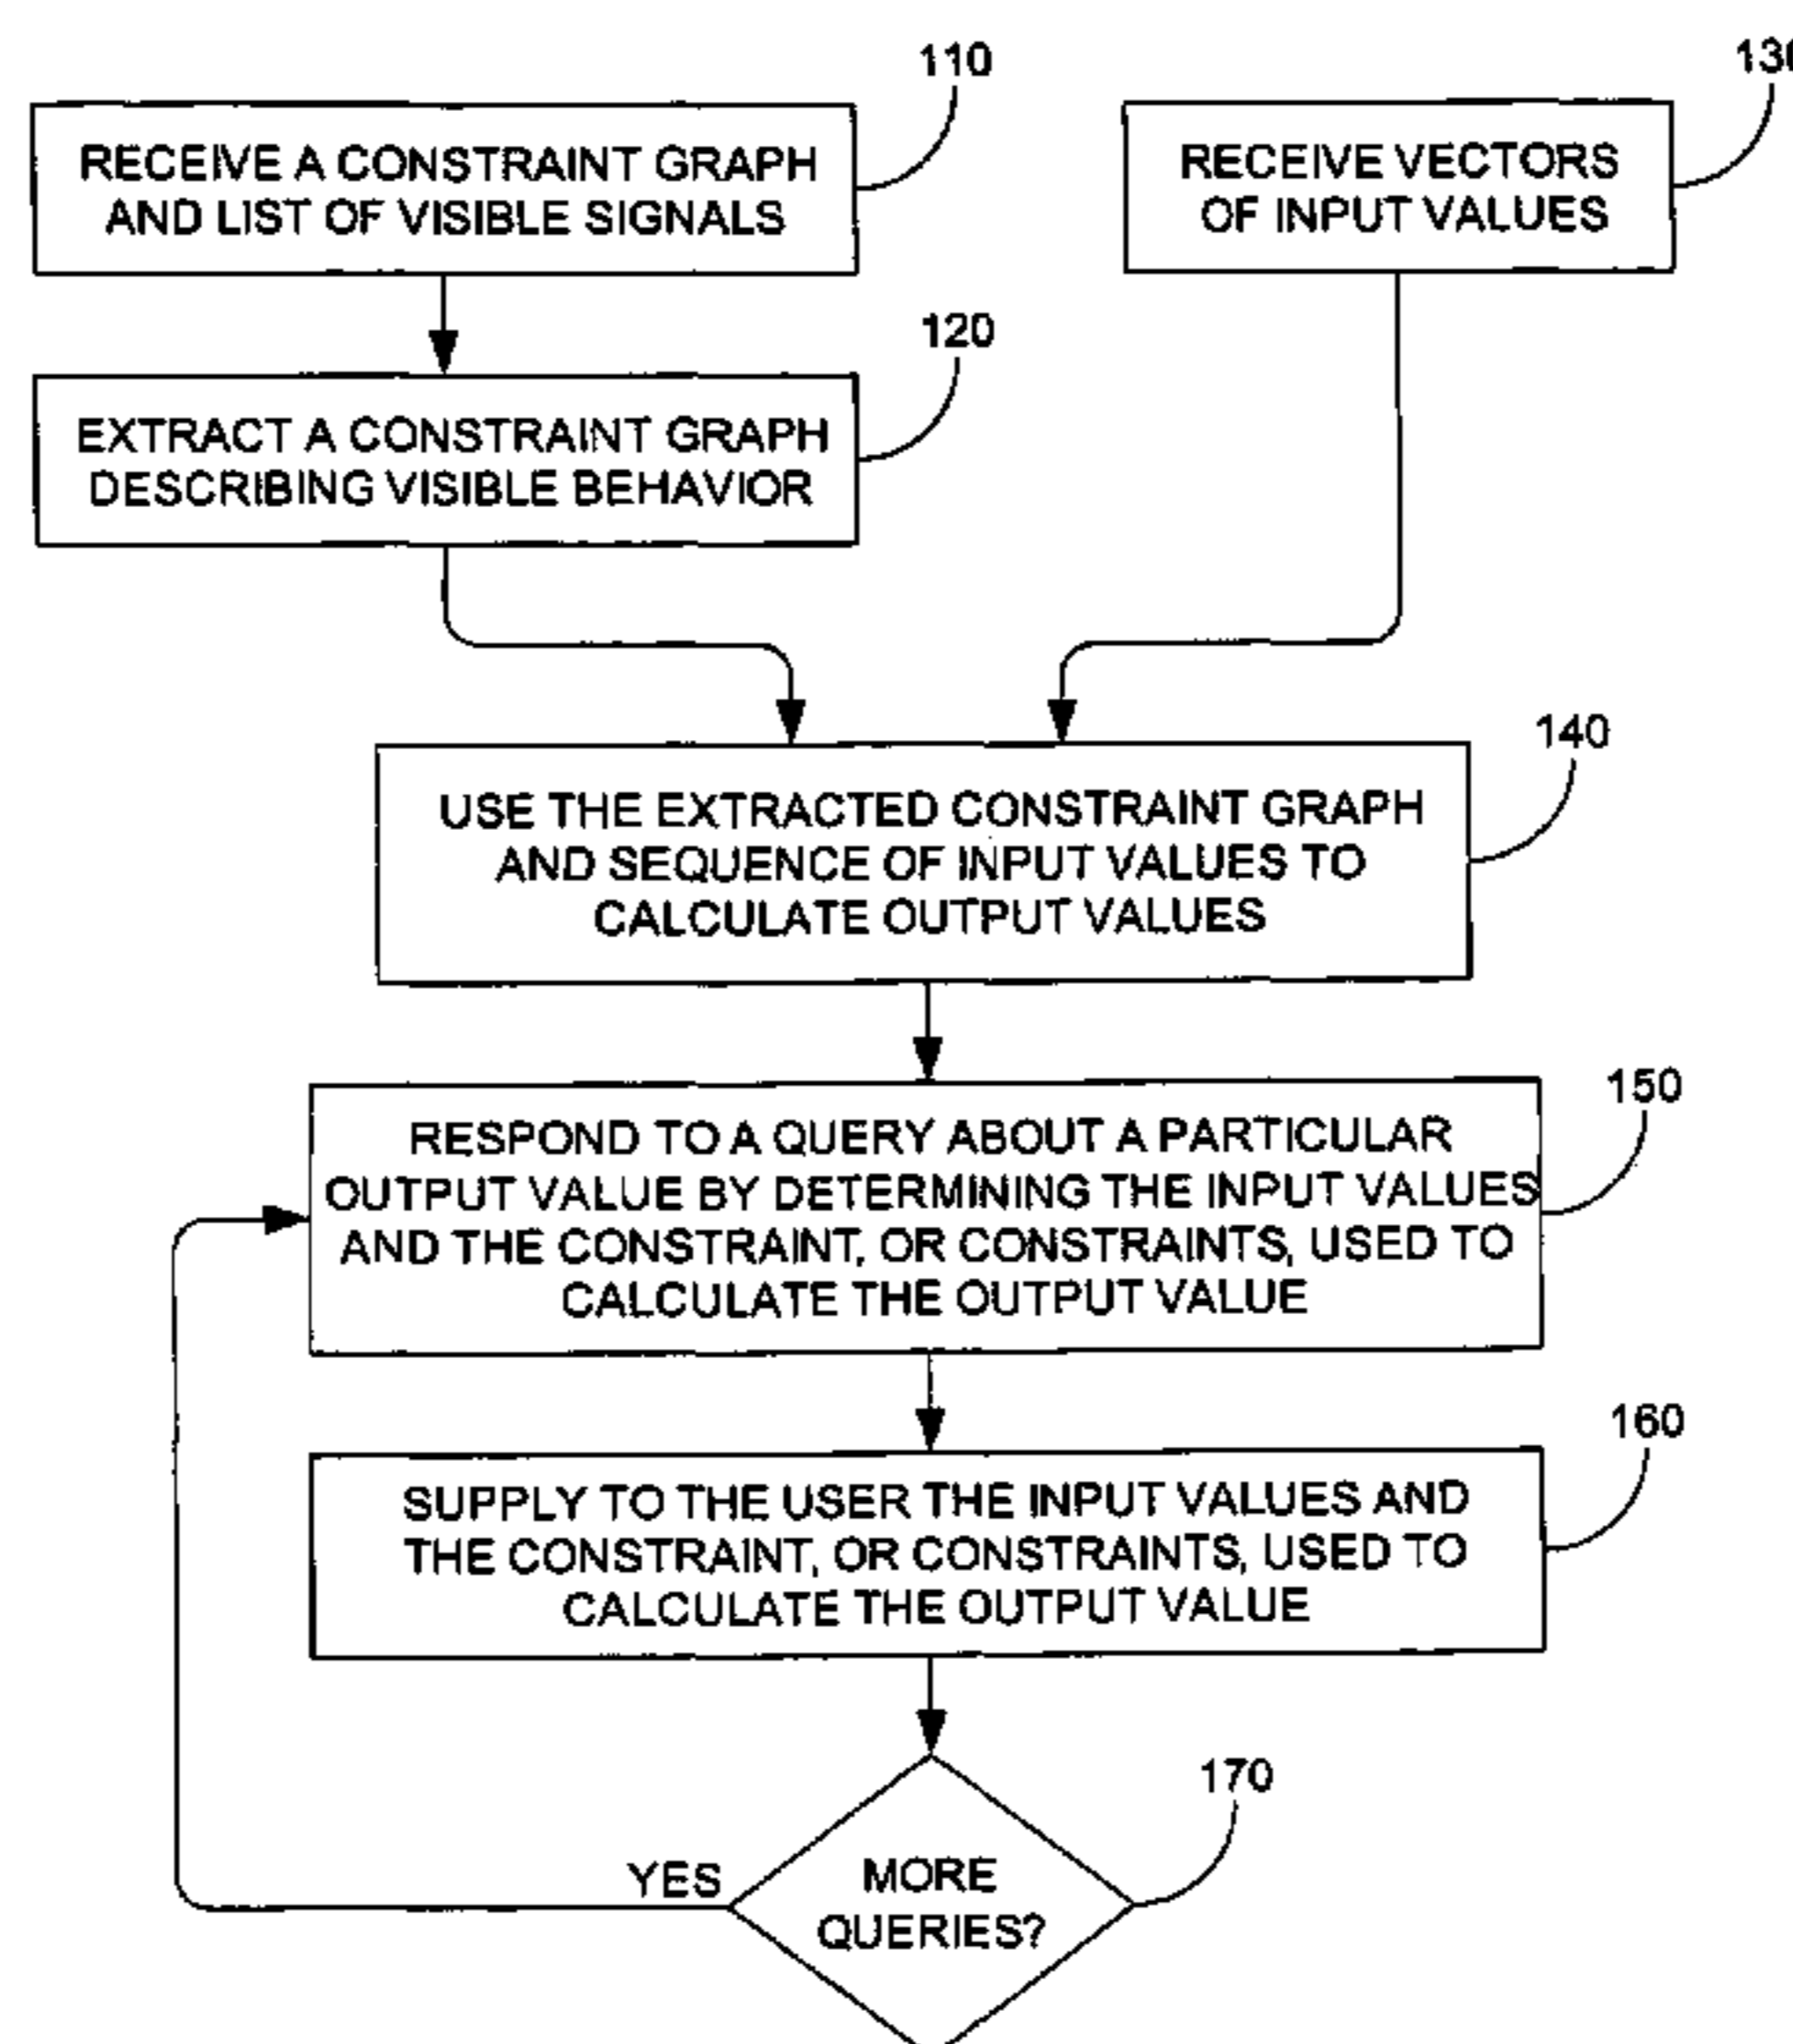 110
RECEIVE A CONSTRAINT GRAPH
AND LIST OF VISIBLE SIGNALS
130
RECEIVE VECTORS
OF INPUT VALUES
120
EXTRACT A CONSTRAINT GRAPH
DESCRIBING VISIBLE BEHAVIOR
140
USE THE EXTRACTED CONSTRAINT GRAPH
AND SEQUENCE OF INPUT VALUES TO
CALCULATE OUTPUT VALUES
150
RESPOND TO A QUERY ABOUT A PARTICULAR
OUTPUT VALUE BY DETERMINING THE INPUT VALUES
AND THE CONSTRAINT, OR CONSTRAINTS, USED TO
CALCULATE THE OUTPUT VALUE
160
SUPPLY TO THE USER THE INPUT VALUES AND
THE CONSTRAINT, OR CONSTRAINTS, USED TO
CALCULATE THE OUTPUT VALUE
170
YES
MORE
QUERIES?